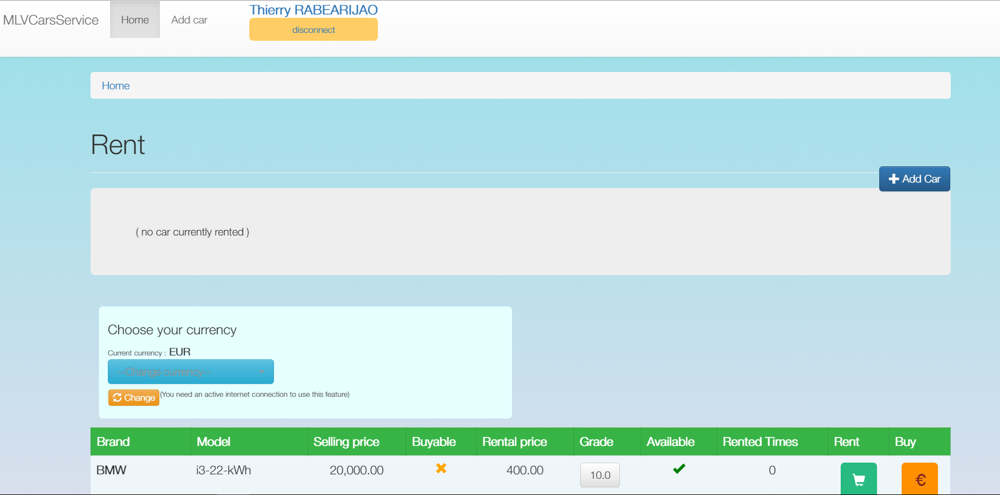 MLVCarsService Home Add car
Thierry RABEARIJAO
disconnect
Home
Rent
Add Car
( no car currently rented )
Choose your currency
Current currency : EUR
--Change currency--
Change (You need an active internet connection to use this feature)
Brand Model Selling price Buyable Rental price Grade Available Rented Times Rent Buy
BMW i3-22-kWh 20,000.00 400.00 10.0 0 €